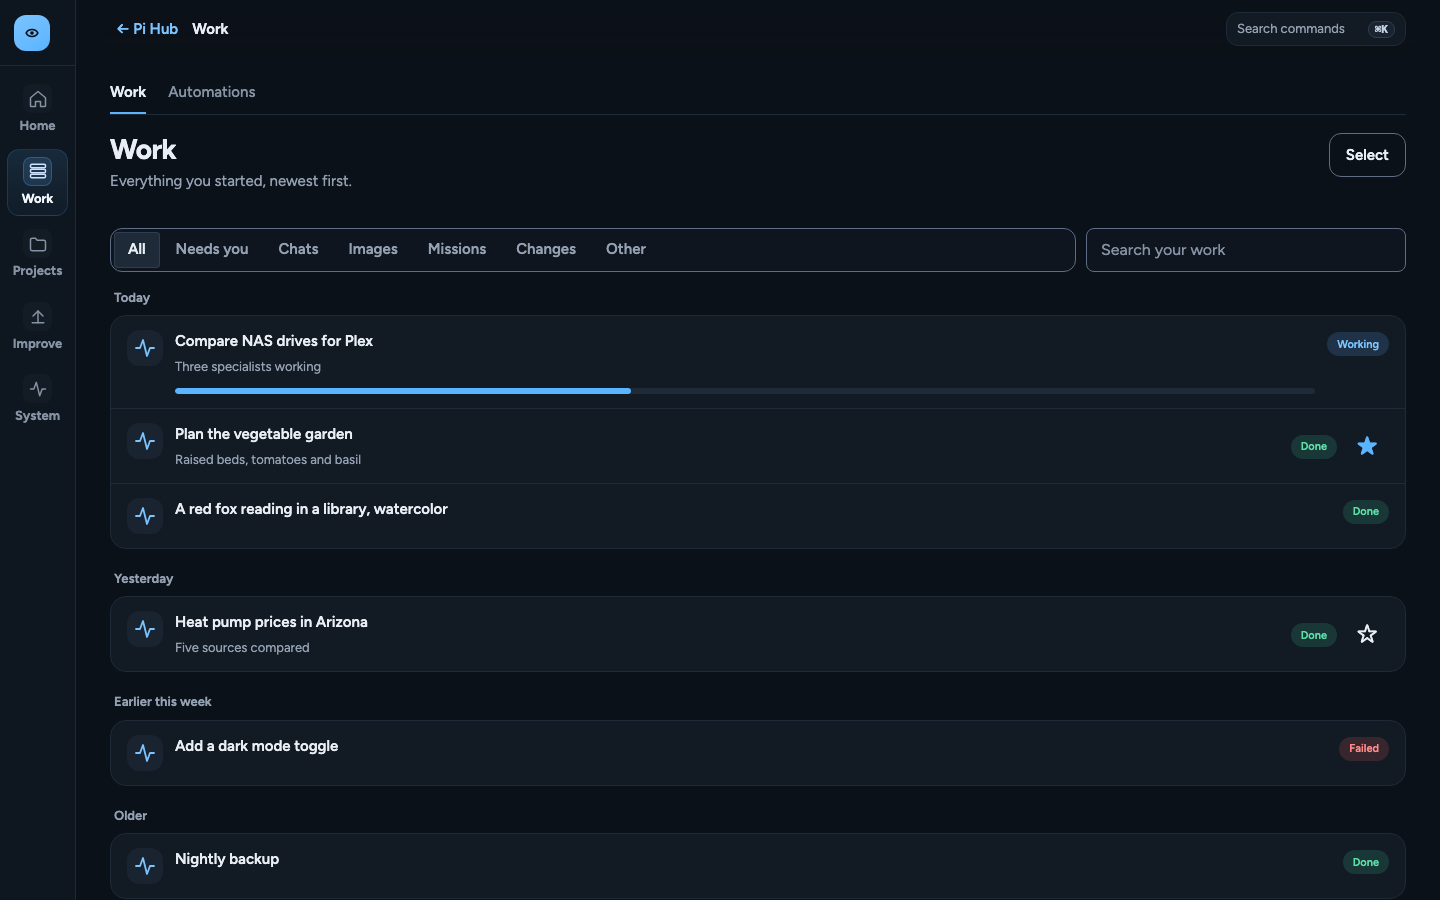 ← Pi Hub Work
Search commands ⌘K
Home
Work
Projects
Improve
System
Work Automations
Work
Everything you started, newest first.
Select
All Needs you Chats Images Missions Changes Other
Search your work
Today
Compare NAS drives for Plex
Working
Three specialists working
Plan the vegetable garden
Done
Raised beds, tomatoes and basil
A red fox reading in a library, watercolor
Done
Yesterday
Heat pump prices in Arizona
Done
Five sources compared
Earlier this week
Add a dark mode toggle
Failed
Older
Nightly backup
Done